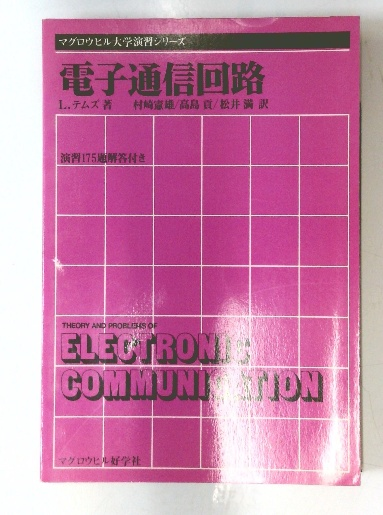 マグロウヒル大学演習シリーズ
電子通信回路
L.テムズ 著 村崎憲雄/高島 貢/松井 満 訳
演習175題解答付き
THEORY AND PROBLEMS OF
ELECTRONIC
COMMUNICATION
マグロウヒル好学社